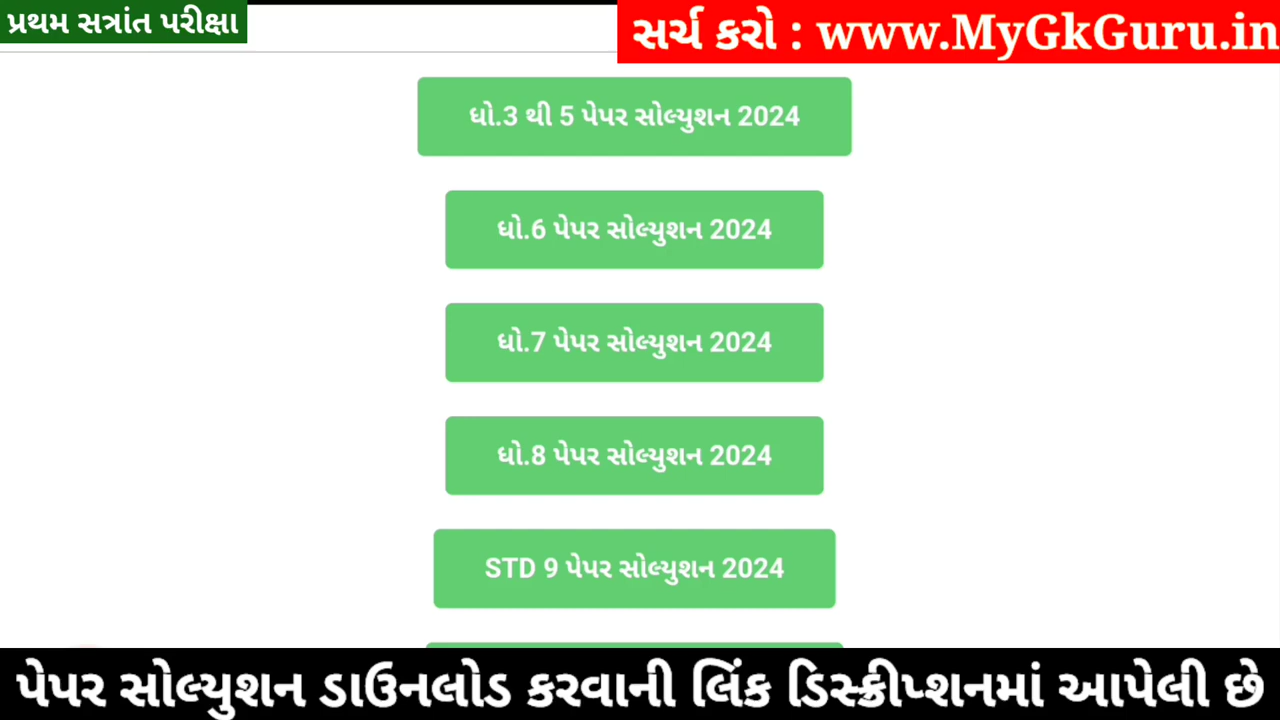 પ્રથમ સત્રાંત પરીક્ષા
સર્ચ કરો : www.MyGkGuru.in
ધો.3 થી 5 પેપર સોલ્યુશન 2024
ધો.6 પેપર સોલ્યુશન 2024
ધો.7 પેપર સોલ્યુશન 2024
ધો.8 પેપર સોલ્યુશન 2024
STD 9 પેપર સોલ્યુશન 2024
પેપર સોલ્યુશન ડાઉનલોડ કરવાની લિંક ડિસ્ક્રીપ્શનમાં આપેલી છે